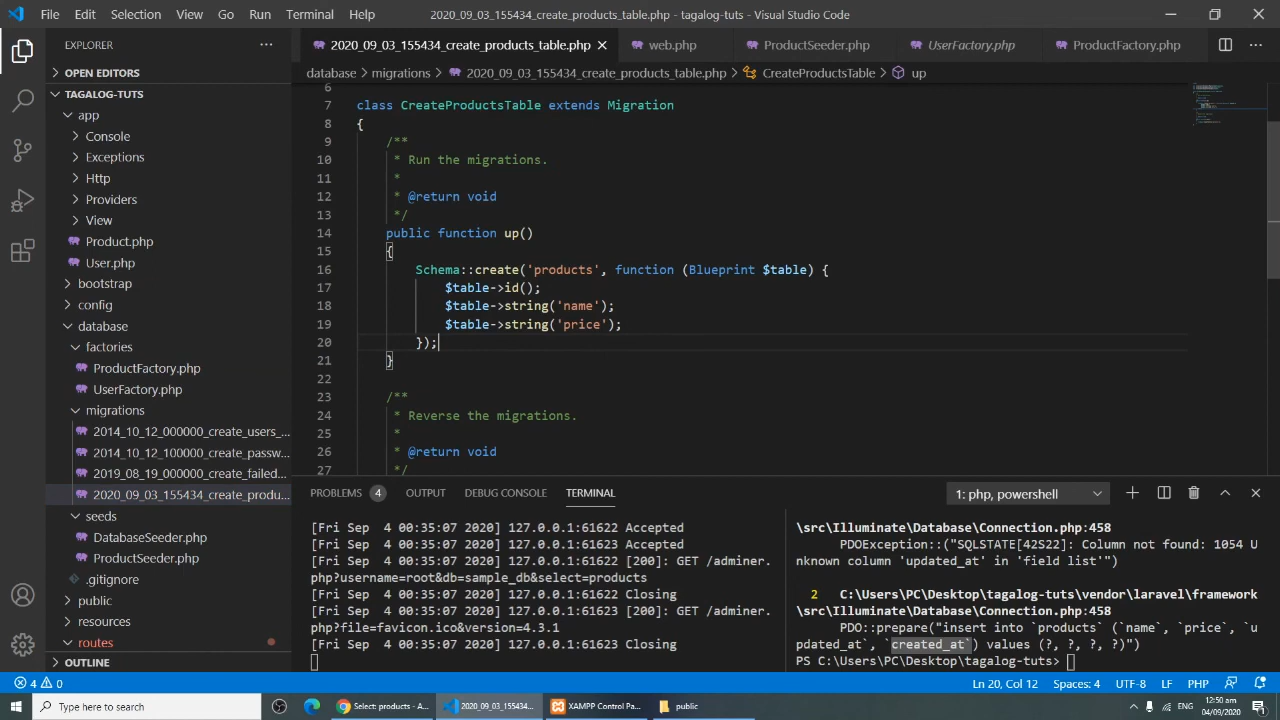 File Edit Selection View Go Run Terminal Help 2020_09_03_155434_create_products_table.php - tagalog-tuts - Visual Studio Code
EXPLORER
2020_09_03_155434_create_products_table.php web.php ProductSeeder.php UserFactory.php ProductFactory.php
OPEN EDITORS
database > migrations > 2020_09_03_155434_create_products_table.php > CreateProductsTable > up
TAGALOG-TUTS
app
Console
Exceptions
Http
Providers
View
Product.php
User.php
bootstrap
config
database
factories
ProductFactory.php
UserFactory.php
migrations
2014_10_12_000000_create_users_...
2014_10_12_100000_create_passw...
2019_08_19_000000_create_failed...
2020_09_03_155434_create_produ...
seeds
DatabaseSeeder.php
ProductSeeder.php
.gitignore
public
resources
routes
OUTLINE
6
7 class CreateProductsTable extends Migration
8 {
9 /**
10 * Run the migrations.
11 *
12 * @return void
13 */
14 public function up()
15 {
16 Schema::create('products', function (Blueprint $table) {
17 $table->id();
18 $table->string('name');
19 $table->string('price');
20 });
21 }
22
23 /**
24 * Reverse the migrations.
25 *
26 * @return void
27 */
PROBLEMS 4 OUTPUT DEBUG CONSOLE TERMINAL 1: php, powershell
[Fri Sep  4 00:35:07 2020] 127.0.0.1:61622 Accepted
[Fri Sep  4 00:35:07 2020] 127.0.0.1:61623 Accepted
[Fri Sep  4 00:35:07 2020] 127.0.0.1:61622 [200]: GET /adminer.
php?username=root&db=sample_db&select=products
[Fri Sep  4 00:35:07 2020] 127.0.0.1:61622 Closing
[Fri Sep  4 00:35:07 2020] 127.0.0.1:61623 [200]: GET /adminer.
php?file=favicon.ico&version=4.3.1
[Fri Sep  4 00:35:07 2020] 127.0.0.1:61623 Closing
\src\Illuminate\Database\Connection.php:458
PDOException::("SQLSTATE[42S22]: Column not found: 1054 U
nknown column 'updated_at' in 'field list'")
2 C:\Users\PC\Desktop\tagalog-tuts\vendor\laravel\framework
\src\Illuminate\Database\Connection.php:458
PDO::prepare("insert into `products` (`name`, `price`, `u
pdated_at`, `created_at`) values (?, ?, ?, ?)")
PS C:\Users\PC\Desktop\tagalog-tuts>
4 0 Ln 20, Col 12 Spaces: 4 UTF-8 LF PHP
Type here to search Select: products - A... 2020_09_03_155434... XAMPP Control Pa... public ENG 12:50 am
04/09/2020